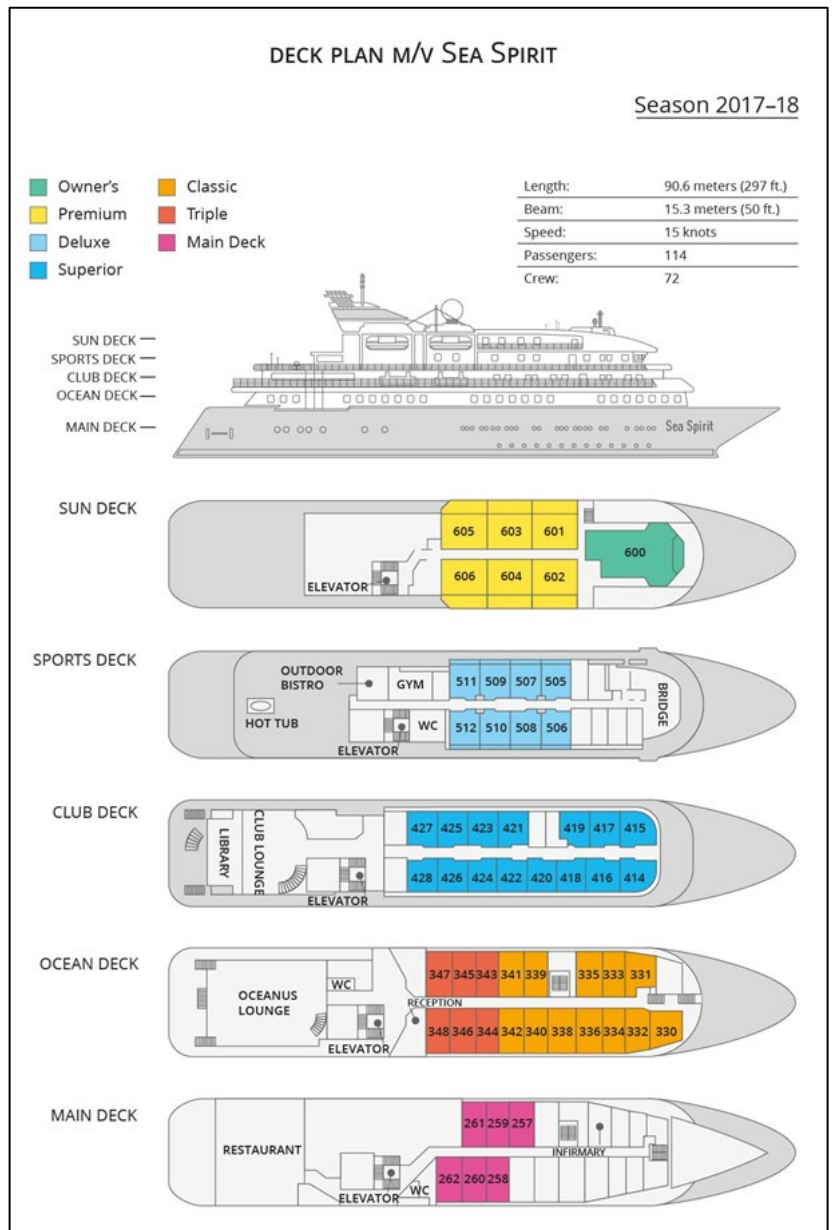 DECK PLAN M/V SEA SPIRIT
Season 2017–18
Owner's
Premium
Deluxe
Superior
Classic
Triple
Main Deck
Length: 90.6 meters (297 ft.)
Beam: 15.3 meters (50 ft.)
Speed: 15 knots
Passengers: 114
Crew: 72
SUN DECK
SPORTS DECK
CLUB DECK
OCEAN DECK
MAIN DECK
Sea Spirit
SUN DECK
605 603 601
600
606 604 602
ELEVATOR
SPORTS DECK
OUTDOOR
BISTRO
GYM
511 509 507 505
BRIDGE
HOT TUB
WC
512 510 508 506
ELEVATOR
CLUB DECK
LIBRARY
CLUB LOUNGE
427 425 423 421 419 417 415
428 426 424 422 420 418 416 414
ELEVATOR
OCEAN DECK
347 345 343 341 339 335 333 331
WC
OCEANUS
LOUNGE
RECEPTION
348 346 344 342 340 338 336 334 332 330
ELEVATOR
MAIN DECK
261 259 257
RESTAURANT
INFIRMARY
262 260 258
WC
ELEVATOR